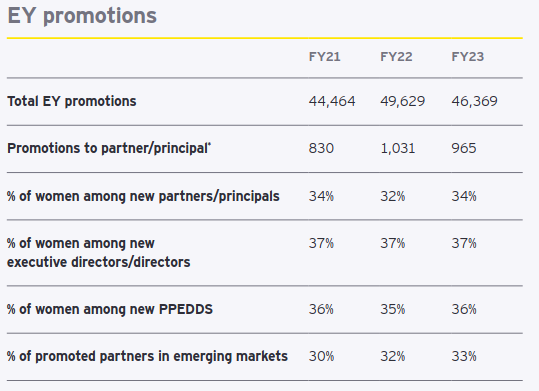 EY promotions
FY21 FY22 FY23
Total EY promotions 44,464 49,629 46,369
Promotions to partner/principal* 830 1,031 965
% of women among new partners/principals 34% 32% 34%
% of women among new
executive directors/directors 37% 37% 37%
% of women among new PPEDDS 36% 35% 36%
% of promoted partners in emerging markets 30% 32% 33%